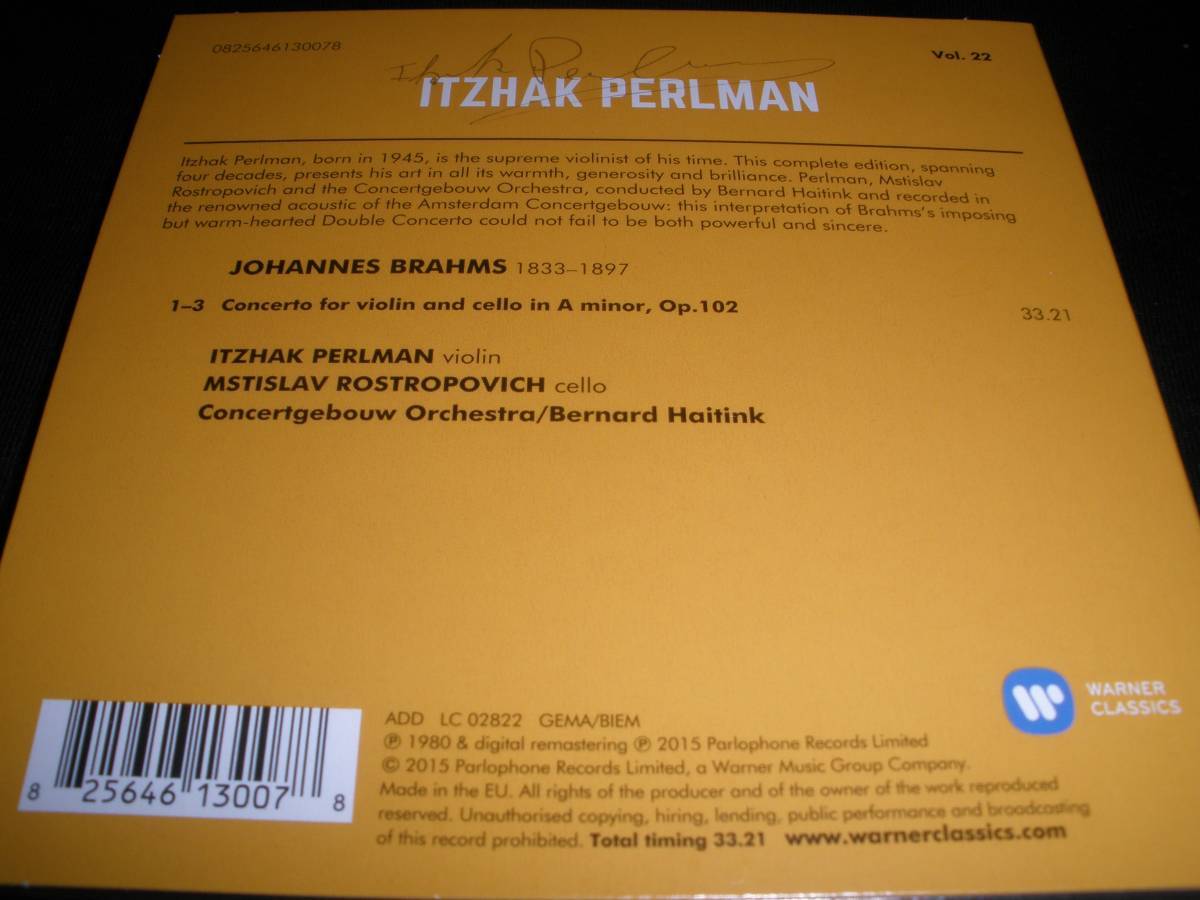 0825646130078
Vol. 22
Itzhak Perlman
ITZHAK PERLMAN
Itzhak Perlman, born in 1945, is the supreme violinist of his time. This complete edition, spanning
four decades, presents his art in all its warmth, generosity and brilliance. Perlman, Mstislav
Rostropovich and the Concertgebouw Orchestra, conducted by Bernard Haitink and recorded in
the renowned acoustic of the Amsterdam Concertgebouw: this interpretation of Brahms's imposing
but warm-hearted Double Concerto could not fail to be both powerful and sincere.
JOHANNES BRAHMS 1833–1897
1–3 Concerto for violin and cello in A minor, Op.102 33.21
ITZHAK PERLMAN violin
MSTISLAV ROSTROPOVICH cello
Concertgebouw Orchestra/Bernard Haitink
WARNER
CLASSICS
ADD LC 02822 GEMA/BIEM
℗ 1980 & digital remastering ℗ 2015 Parlophone Records Limited
© 2015 Parlophone Records Limited, a Warner Music Group Company.
Made in the EU. All rights of the producer and of the owner of the work reproduced
reserved. Unauthorised copying, hiring, lending, public performance and broadcasting
of this record prohibited. Total timing 33.21 www.warnerclassics.com
8 25646 13007 8